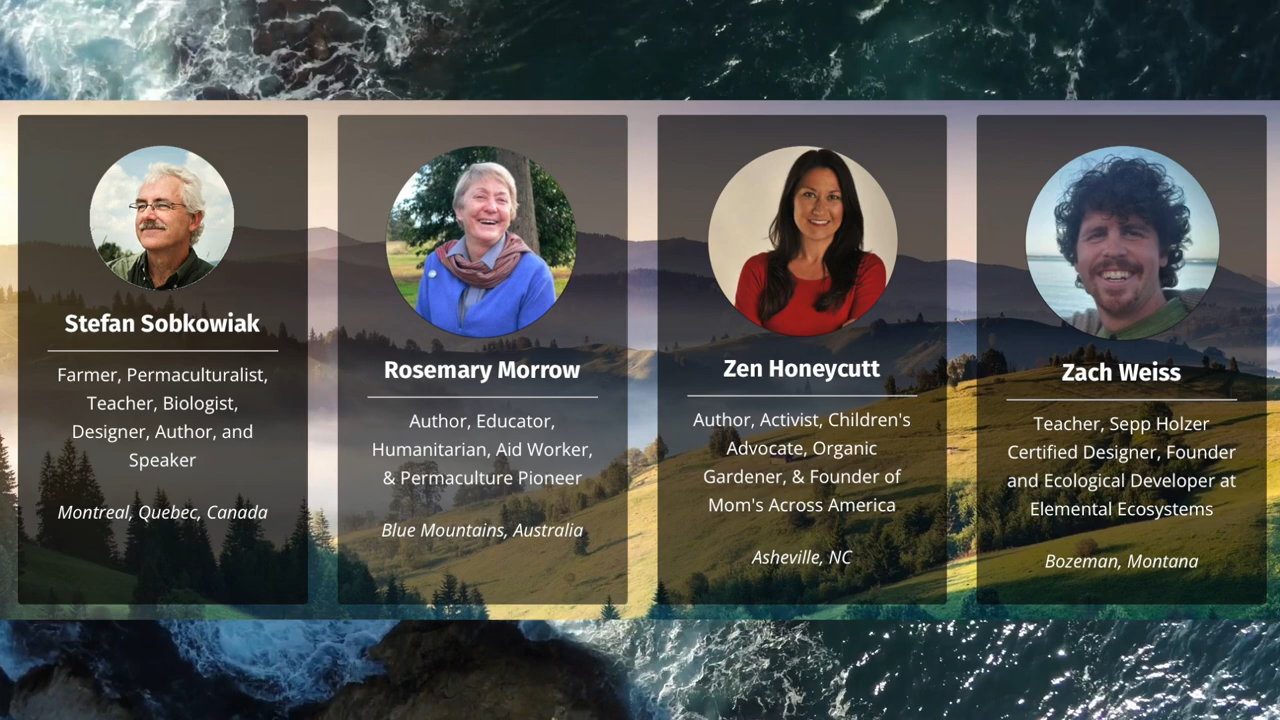 Stefan Sobkowiak
Farmer, Permaculturalist,
Teacher, Biologist,
Designer, Author, and
Speaker
Montreal, Quebec, Canada
Rosemary Morrow
Author, Educator,
Humanitarian, Aid Worker,
& Permaculture Pioneer
Blue Mountains, Australia
Zen Honeycutt
Author, Activist, Children's
Advocate, Organic
Gardener, & Founder of
Mom's Across America
Asheville, NC
Zach Weiss
Teacher, Sepp Holzer
Certified Designer, Founder
and Ecological Developer at
Elemental Ecosystems
Bozeman, Montana